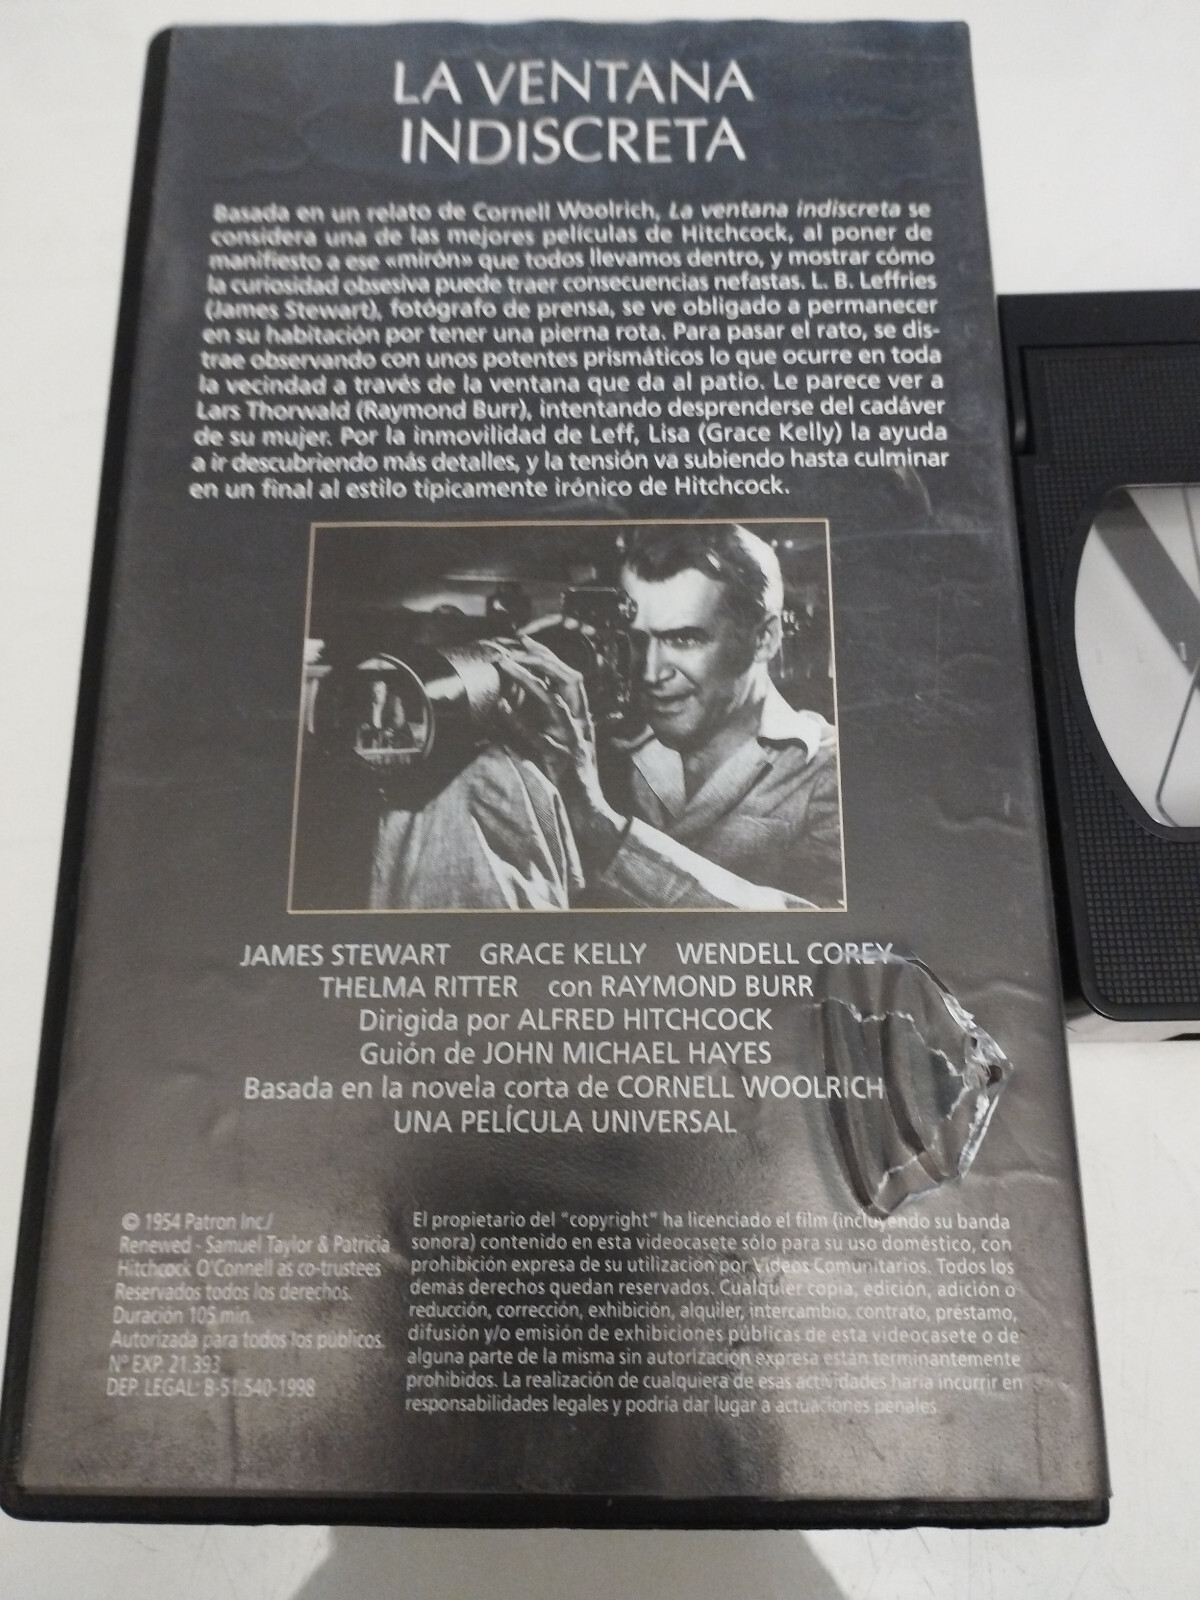 LA VENTANA
INDISCRETA
Basada en un relato de Cornell Woolrich, La ventana indiscreta se
considera una de las mejores películas de Hitchcock, al poner de
manifiesto a ese «mirón» que todos llevamos dentro, y mostrar cómo
la curiosidad obsesiva puede traer consecuencias nefastas. L. B. Leffries
(James Stewart), fotógrafo de prensa, se ve obligado a permanecer
en su habitación por tener una pierna rota. Para pasar el rato, se dis-
trae observando con unos potentes prismáticos lo que ocurre en toda
la vecindad a través de la ventana que da al patio. Le parece ver a
Lars Thorwald (Raymond Burr), intentando desprenderse del cadáver
de su mujer. Por la inmovilidad de Leff, Lisa (Grace Kelly) la ayuda
a ir descubriendo más detalles, y la tensión va subiendo hasta culminar
en un final al estilo típicamente irónico de Hitchcock.
JAMES STEWART GRACE KELLY WENDELL COREY
THELMA RITTER con RAYMOND BURR
Dirigida por ALFRED HITCHCOCK
Guión de JOHN MICHAEL HAYES
Basada en la novela corta de CORNELL WOOLRICH
UNA PELÍCULA UNIVERSAL
© 1954 Patron Inc./
Renewed - Samuel Taylor & Patricia
Hitchcock O'Connell as co-trustees
Reservados todos los derechos.
Duración 105 min.
Autorizada para todos los públicos.
Nº EXP. 21.393
DEP. LEGAL: B-51.540-1998
El propietario del "copyright" ha licenciado el film (incluyendo su banda
sonora) contenido en esta videocasete sólo para su uso doméstico, con
prohibición expresa de su utilización por Vídeos Comunitarios. Todos los
demás derechos quedan reservados. Cualquier copia, edición, adición o
reducción, corrección, exhibición, alquiler, intercambio, contrato, préstamo,
difusión y/o emisión de exhibiciones públicas de esta videocasete o de
alguna parte de la misma sin autorización expresa están terminantemente
prohibidos. La realización de cualquiera de esas actividades haría incurrir en
responsabilidades legales y podría dar lugar a actuaciones penales.